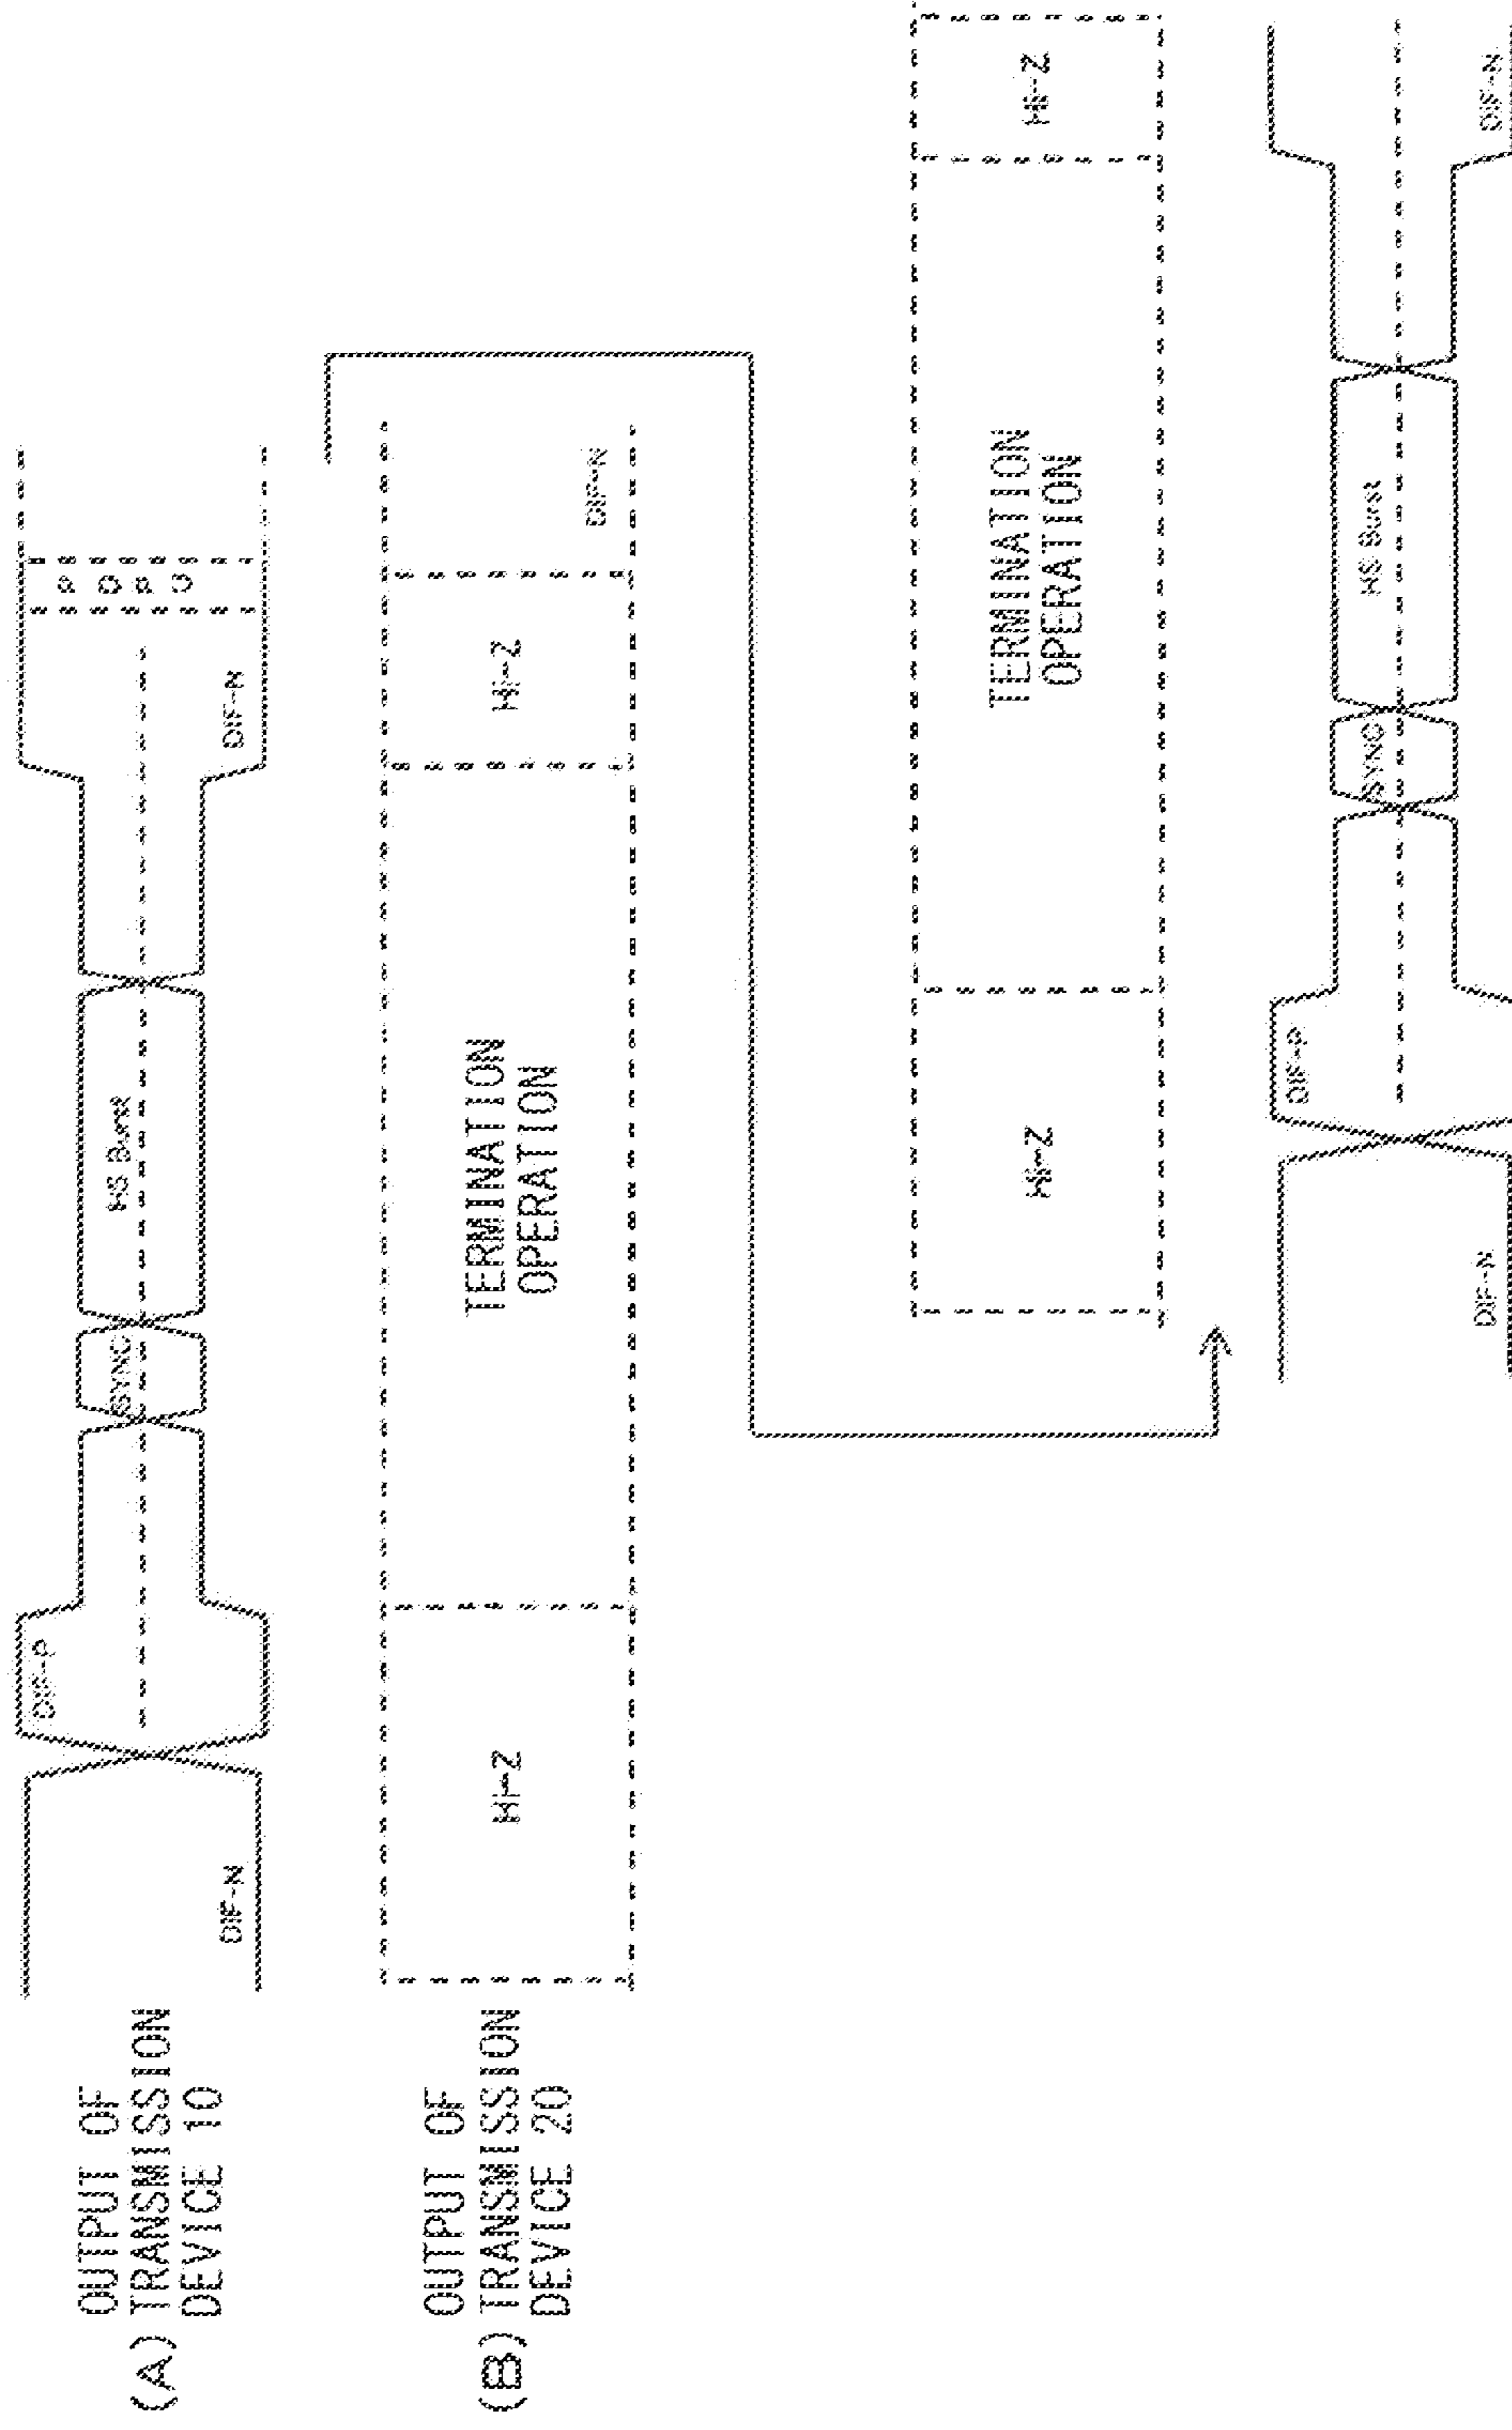 OUTPUT OF
(A) TRANSMISSION
DEVICE 10
DIF-N
DIF-P
SYNC
HS Burst
DIF-N
OUTPUT OF
(B) TRANSMISSION
DEVICE 20
Hi-Z
TERMINATION
OPERATION
Hi-Z
DIF-N
Hi-Z
TERMINATION
OPERATION
Hi-Z
DIF-N
DIF-P
SYNC
HS Burst
DIF-N